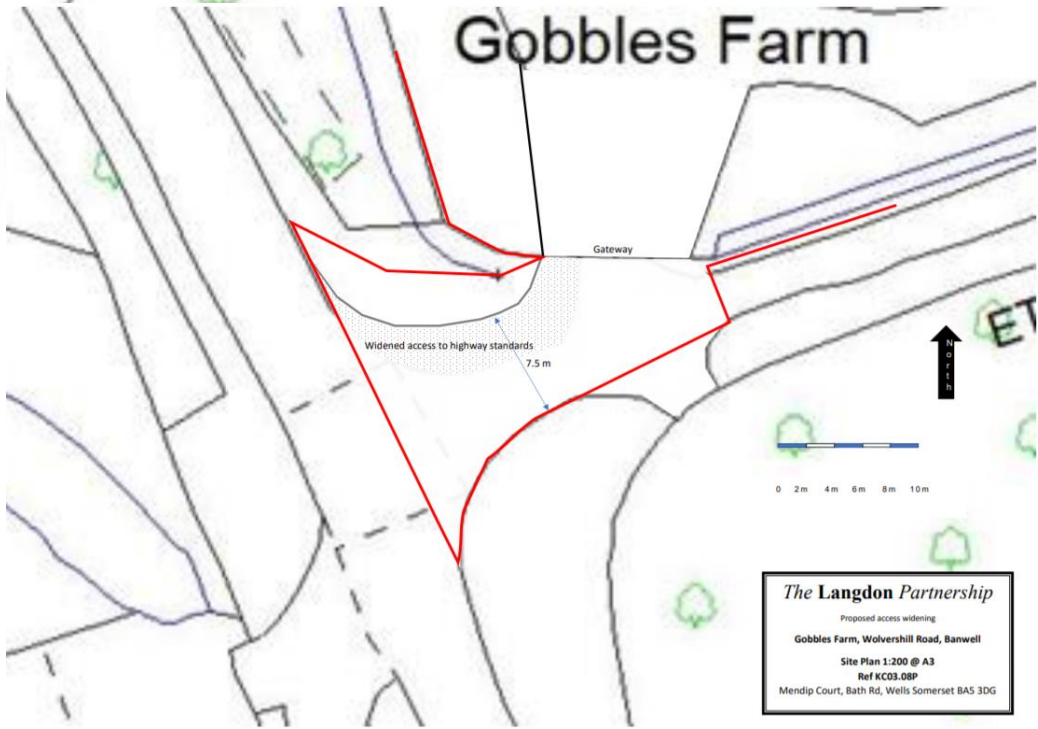 Gobbles Farm
Gateway
Widened access to highway standards
7.5 m
North
ET
0 2m 4m 6m 8m 10m
The Langdon Partnership
Proposed access widening
Gobbles Farm, Wolvershill Road, Banwell
Site Plan 1:200 @ A3
Ref KC03.08P
Mendip Court, Bath Rd, Wells Somerset BA5 3DG